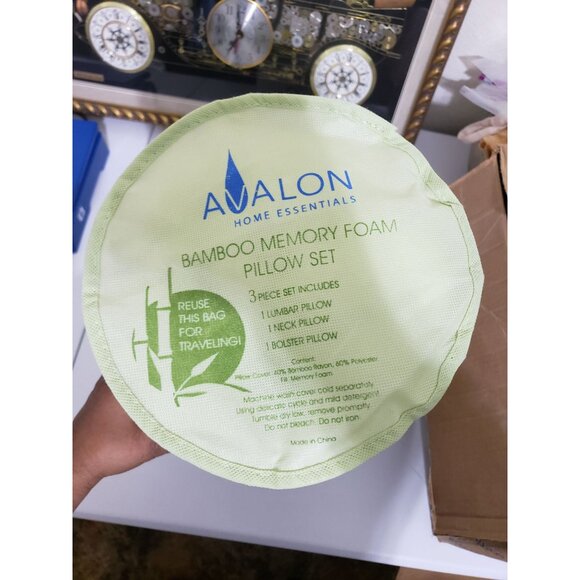 AVALON
HOME ESSENTIALS
BAMBOO MEMORY FOAM
PILLOW SET
3 PIECE SET INCLUDES
1 LUMBAR PILLOW
1 NECK PILLOW
1 BOLSTER PILLOW
REUSE
THIS BAG
FOR
TRAVELING!
Content:
Pillow Cover: 40% Bamboo Rayon, 60% Polyester
Fill: Memory Foam
Machine wash cover cold separately
Using delicate cycle and mild detergent
Tumble dry low, remove promptly
Do not bleach. Do not iron.
Made in China